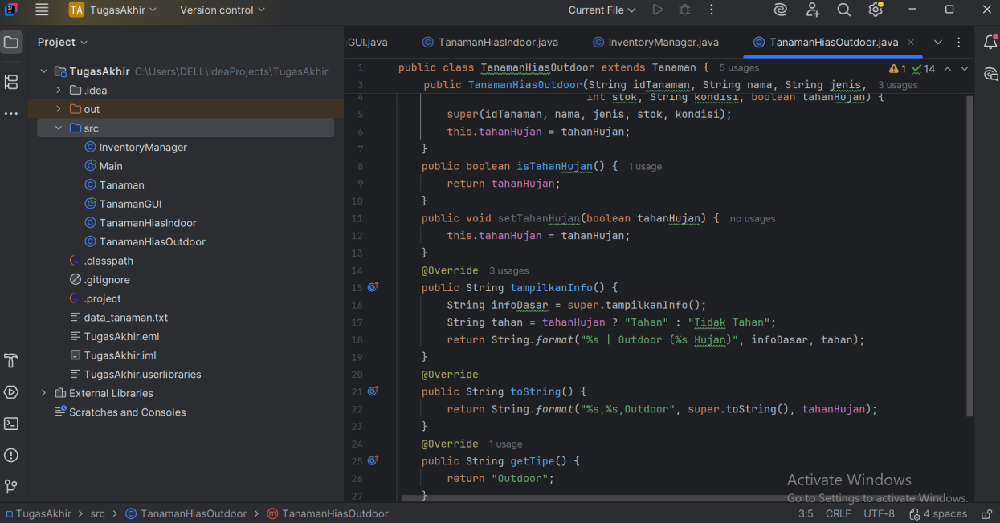 TA TugasAkhir Version control Current File
Project
TugasAkhir C:\Users\DELL\IdeaProjects\TugasAkhir
.idea
out
src
InventoryManager
Main
Tanaman
TanamanGUI
TanamanHiasIndoor
TanamanHiasOutdoor
.classpath
.gitignore
.project
data_tanaman.txt
TugasAkhir.eml
TugasAkhir.iml
TugasAkhir.userlibraries
External Libraries
Scratches and Consoles
GUI.java TanamanHiasIndoor.java InventoryManager.java TanamanHiasOutdoor.java
1 public class TanamanHiasOutdoor extends Tanaman { 5 usages 1 14
3 public TanamanHiasOutdoor(String idTanaman, String nama, String jenis, 3 usages
4 int stok, String kondisi, boolean tahanHujan) {
5 super(idTanaman, nama, jenis, stok, kondisi);
6 this.tahanHujan = tahanHujan;
7 }
8 public boolean isTahanHujan() { 1 usage
9 return tahanHujan;
10 }
11 public void setTahanHujan(boolean tahanHujan) { no usages
12 this.tahanHujan = tahanHujan;
13 }
14 @Override 3 usages
15 public String tampilkanInfo() {
16 String infoDasar = super.tampilkanInfo();
17 String tahan = tahanHujan ? "Tahan" : "Tidak Tahan";
18 return String.format("%s | Outdoor (%s Hujan)", infoDasar, tahan);
19 }
20 @Override
21 public String toString() {
22 return String.format("%s,%s,Outdoor", super.toString(), tahanHujan);
23 }
24 @Override 1 usage
25 public String getTipe() {
26 return "Outdoor";
27 }
Activate Windows
Go to Settings to activate Windows.
TugasAkhir > src > TanamanHiasOutdoor > TanamanHiasOutdoor 3:5 CRLF UTF-8 4 spaces